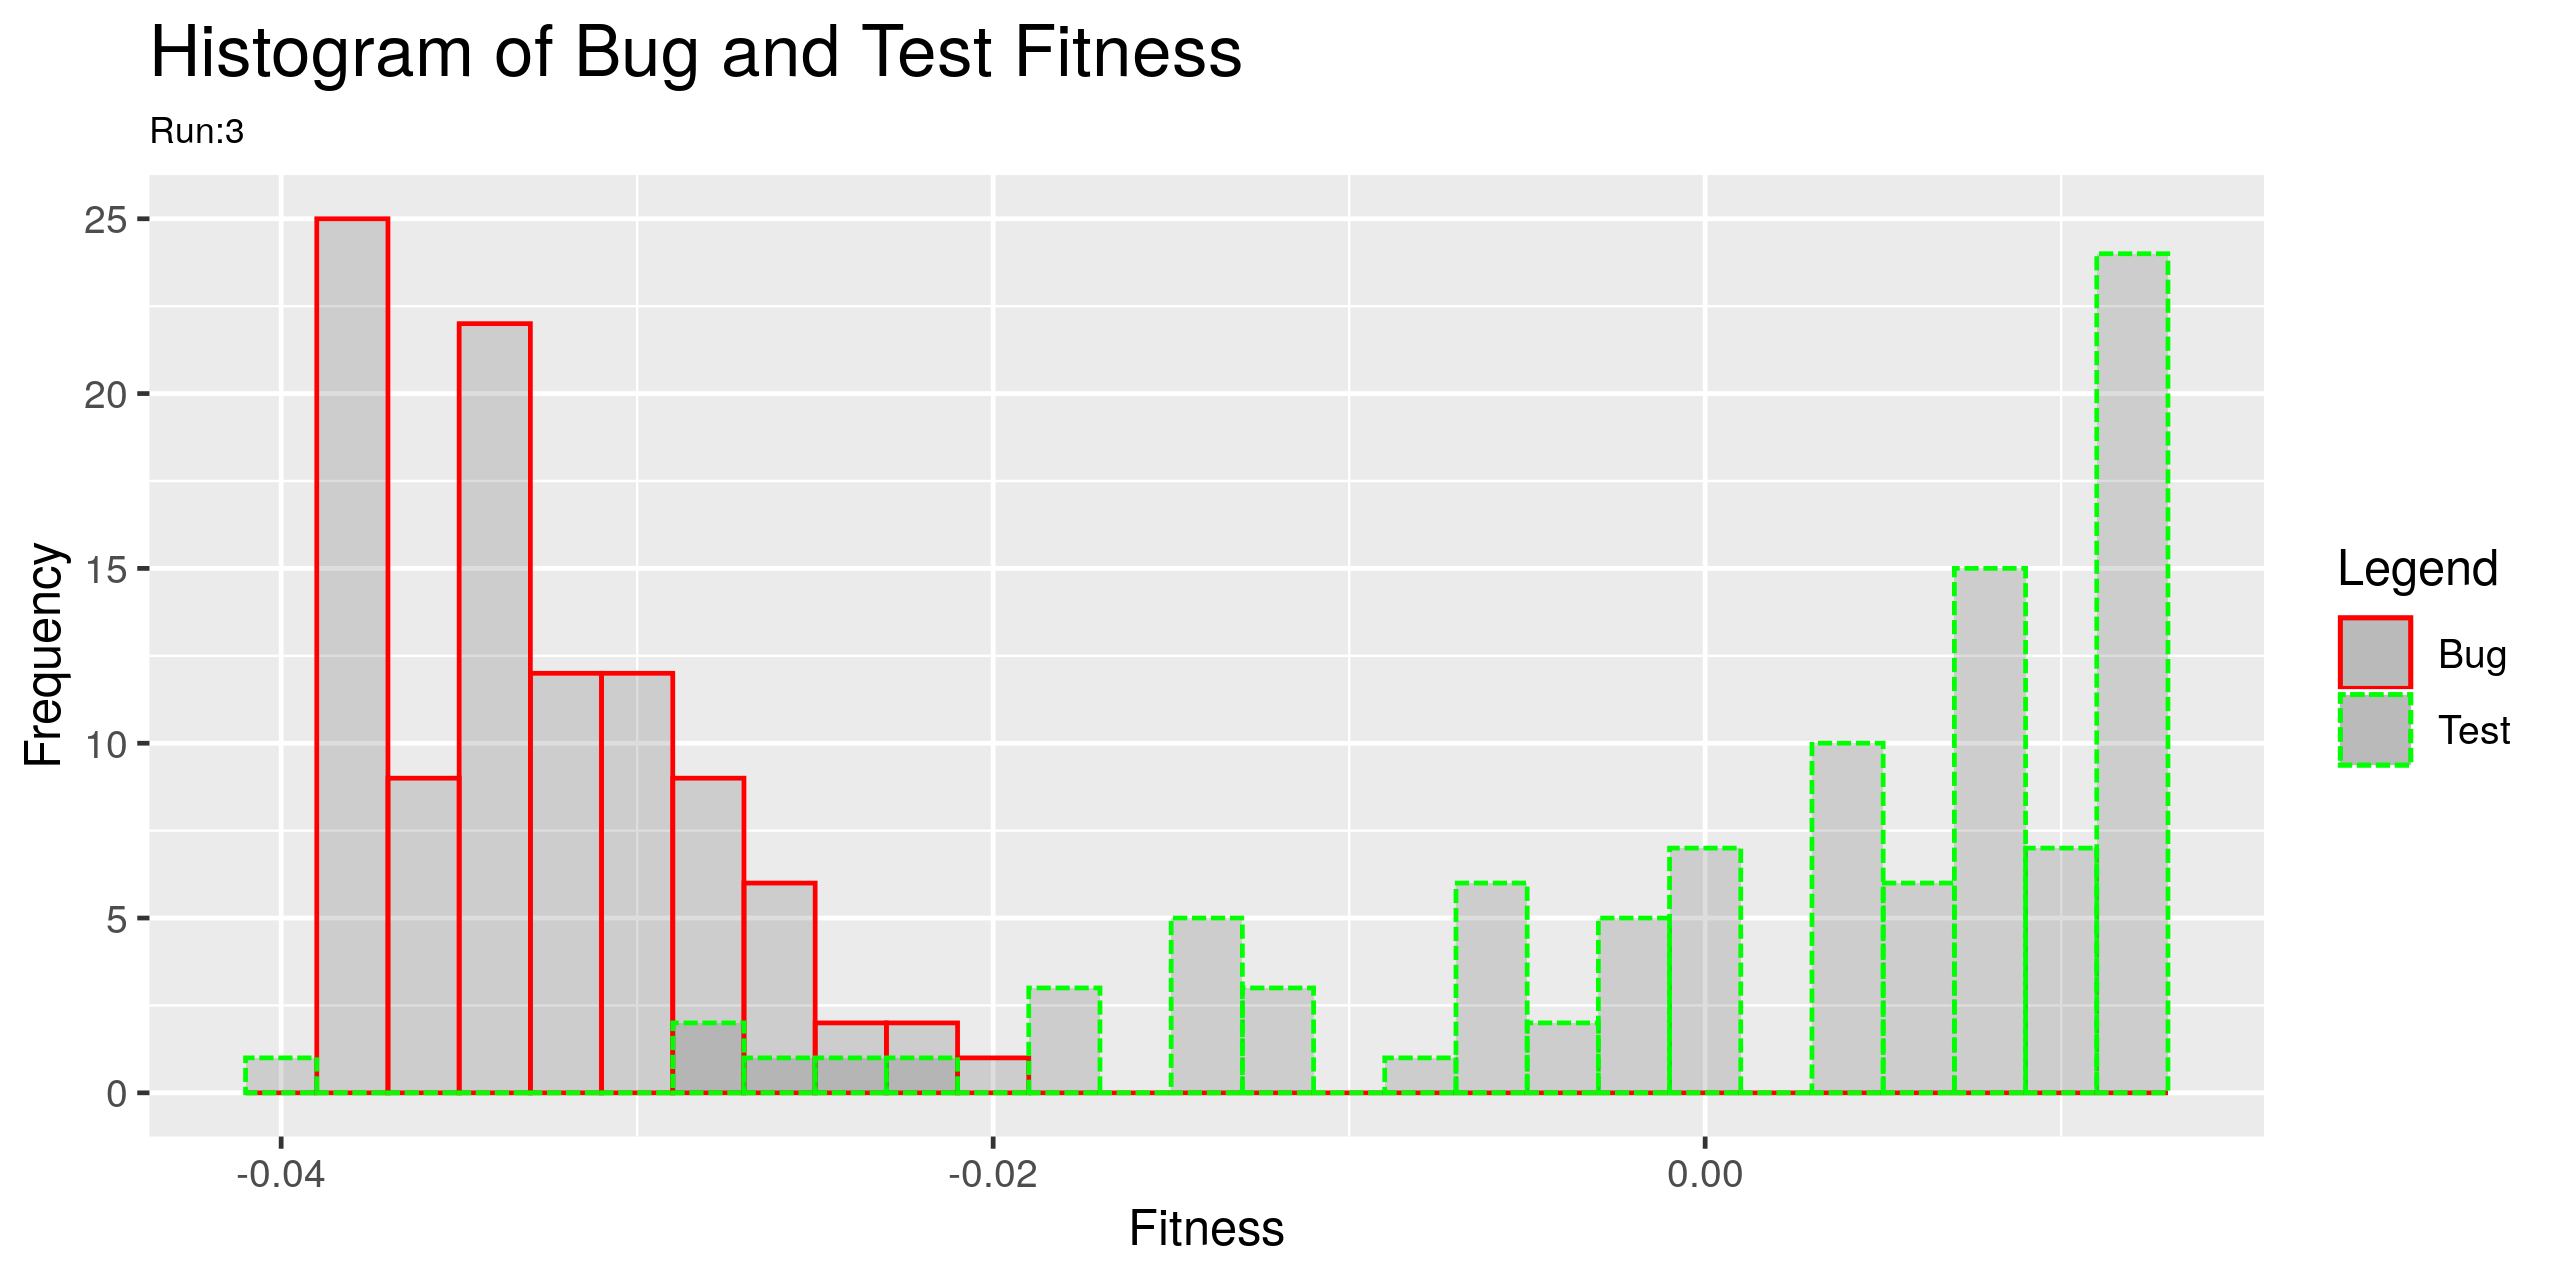 Histogram of Bug and Test Fitness
Run:3
25
20
15
10
5
0
Frequency
-0.04
-0.02
0.00
Fitness
Legend
Bug
Test